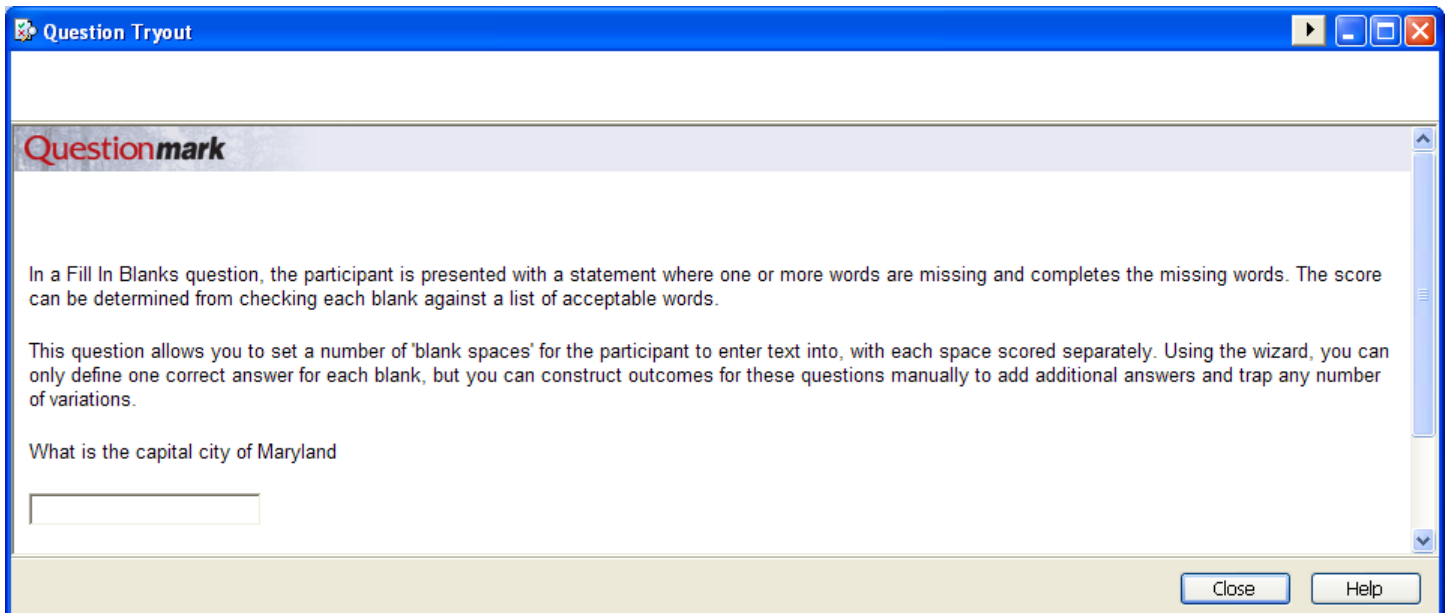 Question Tryout
Questionmark
In a Fill In Blanks question, the participant is presented with a statement where one or more words are missing and completes the missing words. The score
can be determined from checking each blank against a list of acceptable words.
This question allows you to set a number of 'blank spaces' for the participant to enter text into, with each space scored separately. Using the wizard, you can
only define one correct answer for each blank, but you can construct outcomes for these questions manually to add additional answers and trap any number
of variations.
What is the capital city of Maryland
Close Help